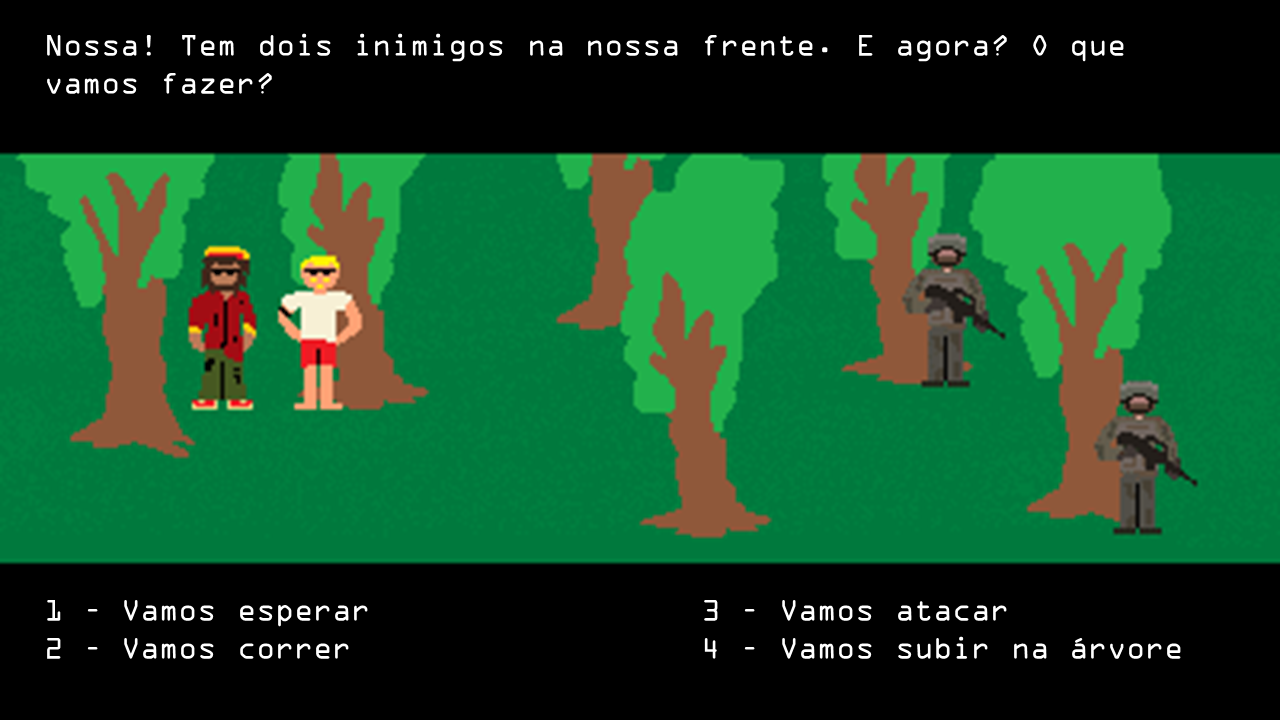 Nossa! Tem dois inimigos na nossa frente. E agora? O que
vamos fazer?
1 - Vamos esperar
2 - Vamos correr
3 - Vamos atacar
4 - Vamos subir na árvore